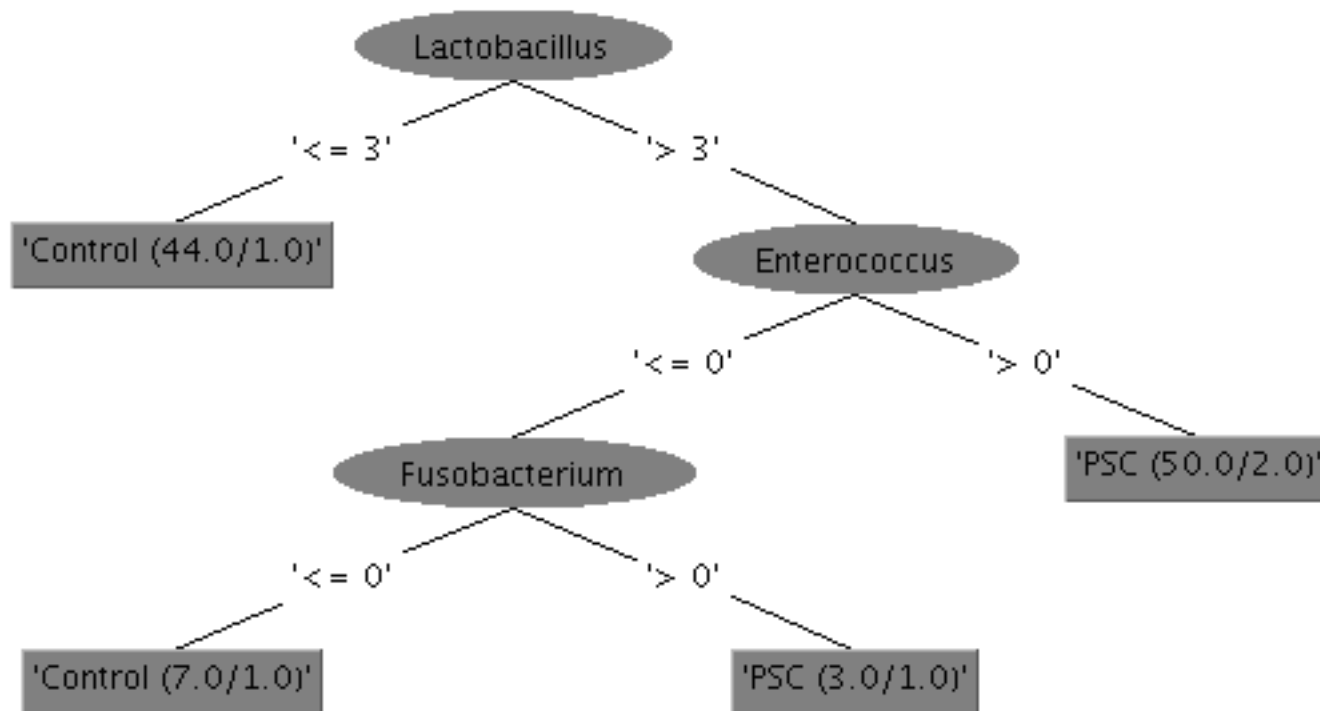 Lactobacillus
'<= 3'
'> 3'
'Control (44.0/1.0)'
Enterococcus
'<= 0'
'> 0'
Fusobacterium
'PSC (50.0/2.0)'
'<= 0'
'> 0'
'Control (7.0/1.0)'
'PSC (3.0/1.0)'